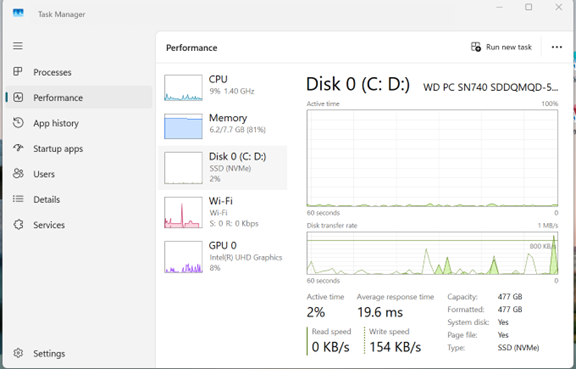 Task Manager
Performance
Run new task
Processes
Performance
App history
Startup apps
Users
Details
Services
Settings
CPU
9% 1.40 GHz
Memory
6.2/7.7 GB (81%)
Disk 0 (C: D:)
SSD (NVMe)
2%
Wi-Fi
Wi-Fi
S: 0 R: 0 Kbps
GPU 0
Intel(R) UHD Graphics
8%
Disk 0 (C: D:) WD PC SN740 SDDQMQD-5...
Active time 100%
60 seconds 0
Disk transfer rate 1 MB/s
800 KB/s
60 seconds 0
Active time Average response time
2% 19.6 ms
Read speed Write speed
0 KB/s 154 KB/s
Capacity: 477 GB
Formatted: 477 GB
System disk: Yes
Page file: Yes
Type: SSD (NVMe)